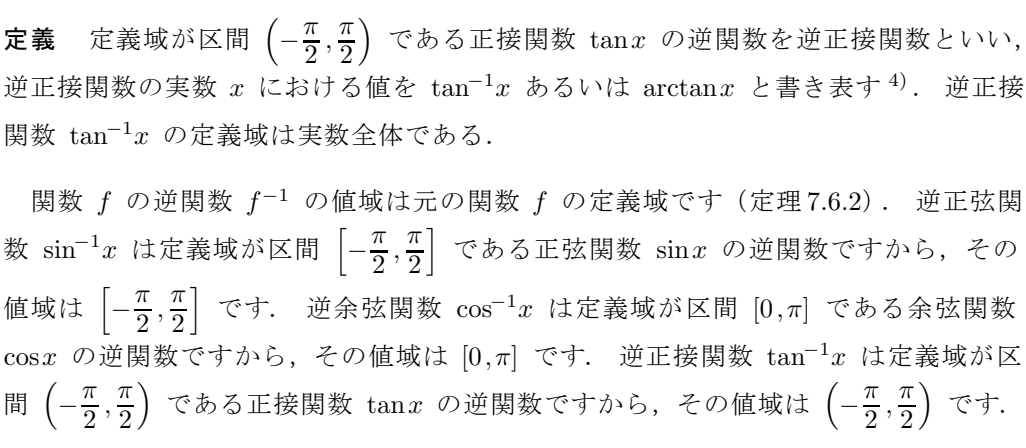 定義 定義域が区間 (−π/2, π/2) である正接関数 tan x の逆関数を逆正接関数といい,
逆正接関数の実数 x における値を tan⁻¹x あるいは arctan x と書き表す ⁴⁾. 逆正接
関数 tan⁻¹x の定義域は実数全体である.
関数 f の逆関数 f⁻¹ の値域は元の関数 f の定義域です（定理7.6.2）. 逆正弦関
数 sin⁻¹x は定義域が区間 [−π/2, π/2] である正弦関数 sin x の逆関数ですから, その
値域は [−π/2, π/2] です. 逆余弦関数 cos⁻¹x は定義域が区間 [0,π] である余弦関数
cos x の逆関数ですから, その値域は [0,π] です. 逆正接関数 tan⁻¹x は定義域が区
間 (−π/2, π/2) である正接関数 tan x の逆関数ですから, その値域は (−π/2, π/2) です.